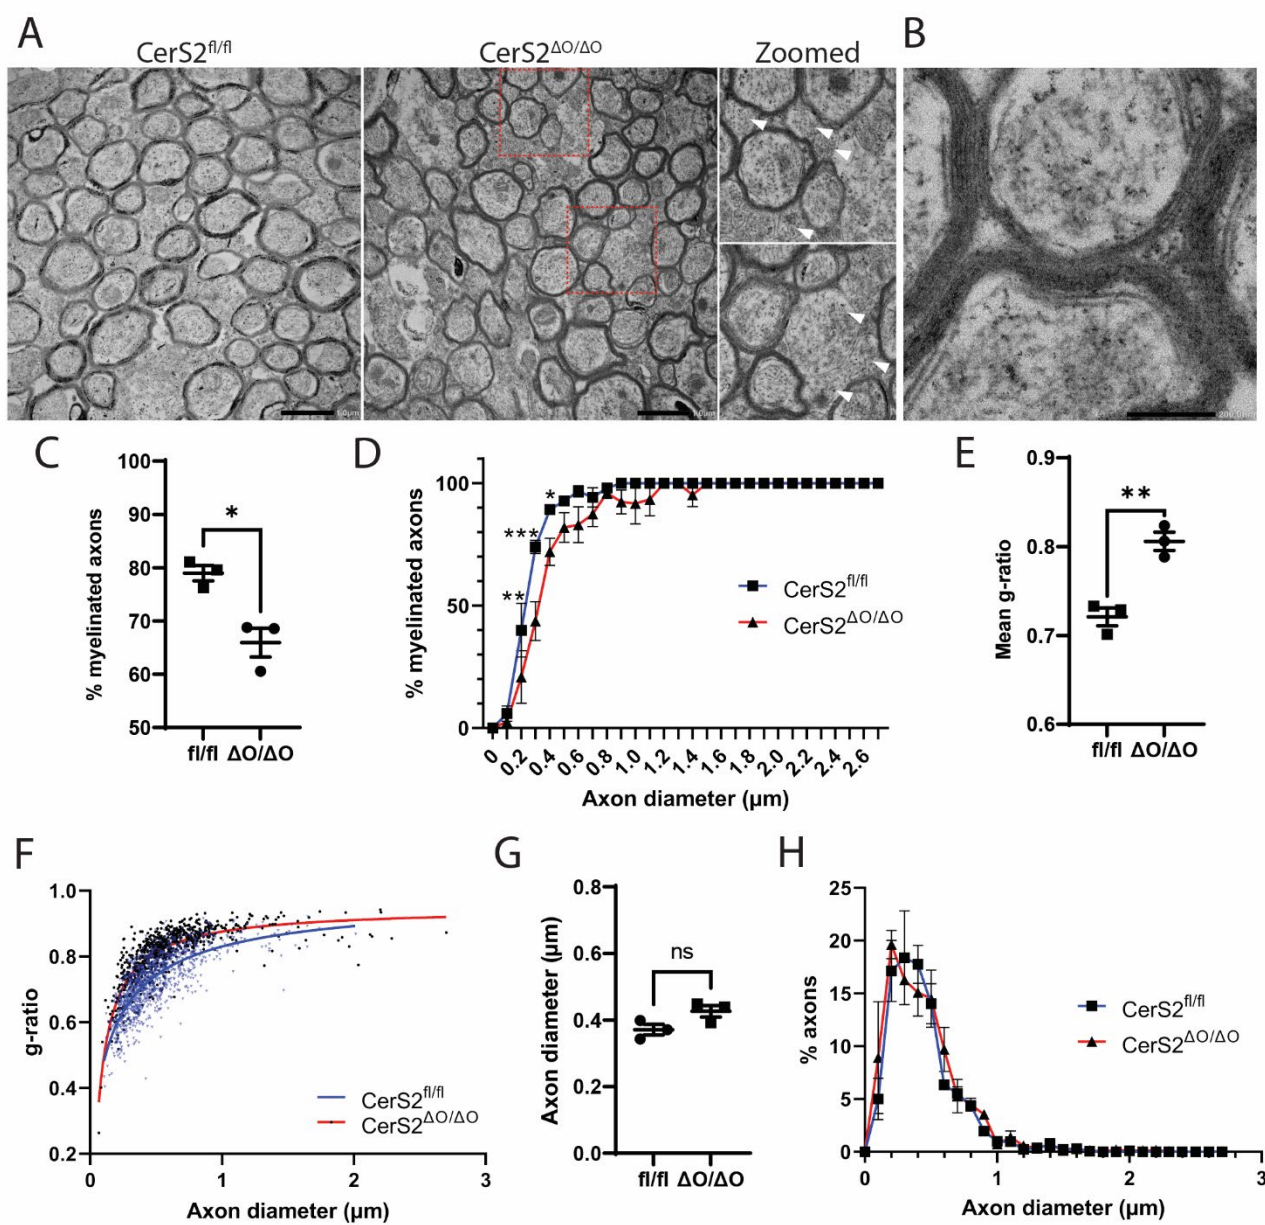 A
CerS2fl/fl
CerS2ΔO/ΔO
Zoomed
B
1.0µm
1.0µm
C
100
90
80
70
60
50
% myelinated axons
*
fl/fl ΔO/ΔO
D
100
50
0
% myelinated axons
**
***
*
CerS2fl/fl
CerS2ΔO/ΔO
0 0.2 0.4 0.6 0.8 1.0 1.2 1.4 1.6 1.8 2.0 2.2 2.4 2.6
Axon diameter (µm)
E
0.9
0.8
0.7
0.6
Mean g-ratio
**
fl/fl ΔO/ΔO
F
1.0
0.8
0.6
0.4
0.2
g-ratio
CerS2fl/fl
CerS2ΔO/ΔO
0 1 2 3
Axon diameter (µm)
G
0.8
0.6
0.4
0.2
0.0
Axon diameter (µm)
ns
fl/fl ΔO/ΔO
H
25
20
15
10
5
0
% axons
CerS2fl/fl
CerS2ΔO/ΔO
0 1 2 3
Axon diameter (µm)